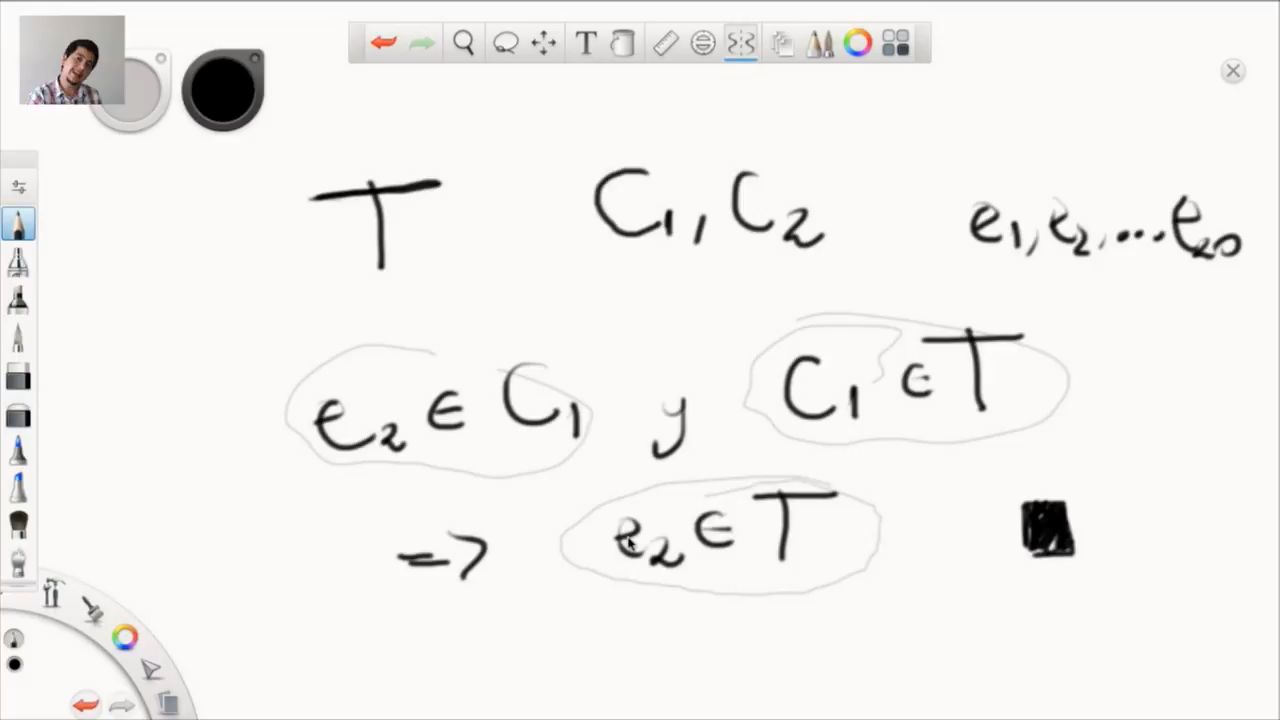 T C₁, C₂ e₁, e₂, ... e₂₀
e₂ ∈ C₁ y C₁ ∈ T
=> e₂ ∈ T ■